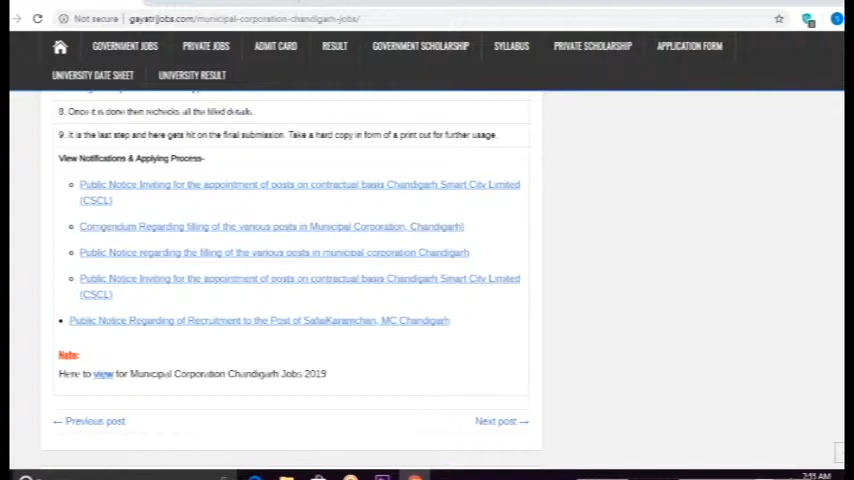 Not secure | gayatrijobs.com/municipal-corporation-chandigarh-jobs/
GOVERNMENT JOBS PRIVATE JOBS ADMIT CARD RESULT GOVERNMENT SCHOLARSHIP SYLLABUS PRIVATE SCHOLARSHIP APPLICATION FORM
UNIVERSITY DATE SHEET UNIVERSITY RESULT
8. Once it is done then rechecks all the filled details.
9. It is the last step and here gets hit on the final submission. Take a hard copy in form of a print out for further usage.
View Notifications & Applying Process-
Public Notice Inviting for the appointment of posts on contractual basis Chandigarh Smart City Limited
(CSCL)
Corrigendum Regarding filling of the various posts in Municipal Corporation, Chandigarh)
Public Notice regarding the filling of the various posts in municipal corporation Chandigarh
Public Notice Inviting for the appointment of posts on contractual basis Chandigarh Smart City Limited
(CSCL)
Public Notice Regarding of Recruitment to the Post of SafaiKaramchari, MC Chandigarh
Note:
Here to view for Municipal Corporation Chandigarh Jobs 2019
← Previous post Next post →
7:55 AM